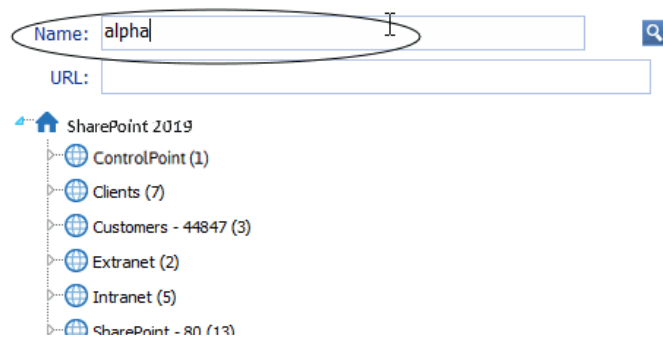 Name: alpha
URL:
SharePoint 2019
ControlPoint (1)
Clients (7)
Customers - 44847 (3)
Extranet (2)
Intranet (5)
SharePoint - 80 (13)